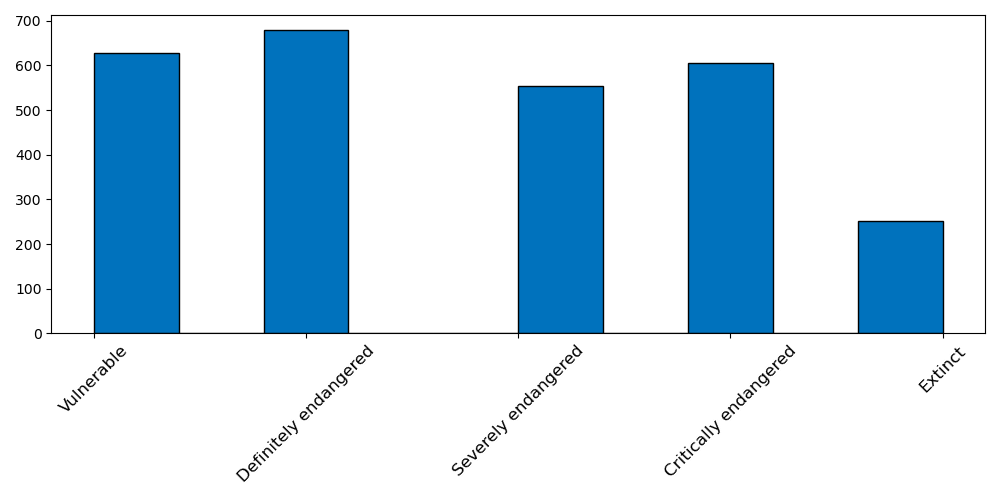 700
600
500
400
300
200
100
0
Vulnerable
Definitely endangered
Severely endangered
Critically endangered
Extinct